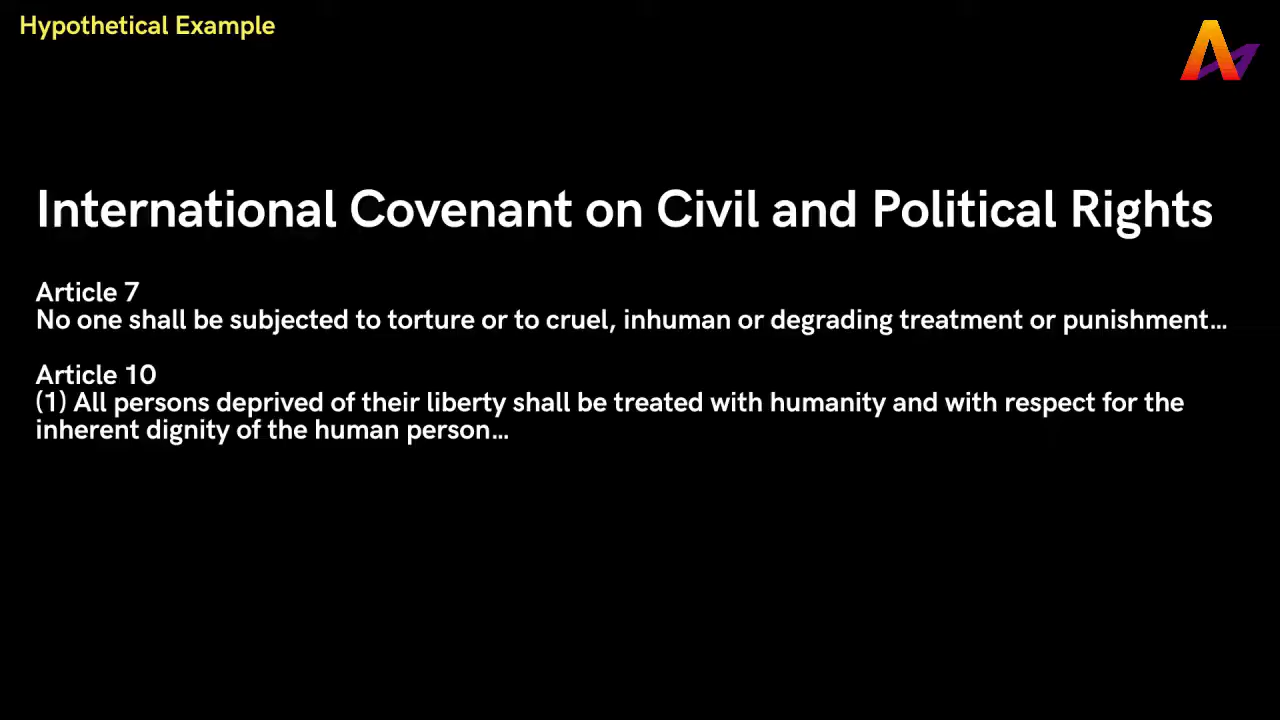 Hypothetical Example
International Covenant on Civil and Political Rights
Article 7
No one shall be subjected to torture or to cruel, inhuman or degrading treatment or punishment...
Article 10
(1) All persons deprived of their liberty shall be treated with humanity and with respect for the
inherent dignity of the human person...